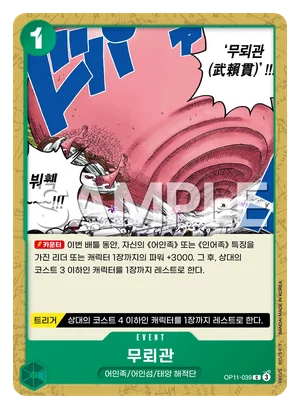 1
'무뢰관
(武賴貫)' !!!
뷔웱
!!!
SAMPLE
카운터 이번 배틀 동안, 자신의 《어인족》 또는 《인어족》 특징을
가진 리더 또는 캐릭터 1장까지의 파워 +3000. 그 후, 상대의
코스트 3 이하인 캐릭터를 1장까지 레스트로 한다.
트리거 상대의 코스트 4 이하인 캐릭터를 1장까지 레스트로 한다.
EVENT
무뢰관
어인족/어인섬/태양 해적단
OP11-039
BANDAI MADE IN KOREA